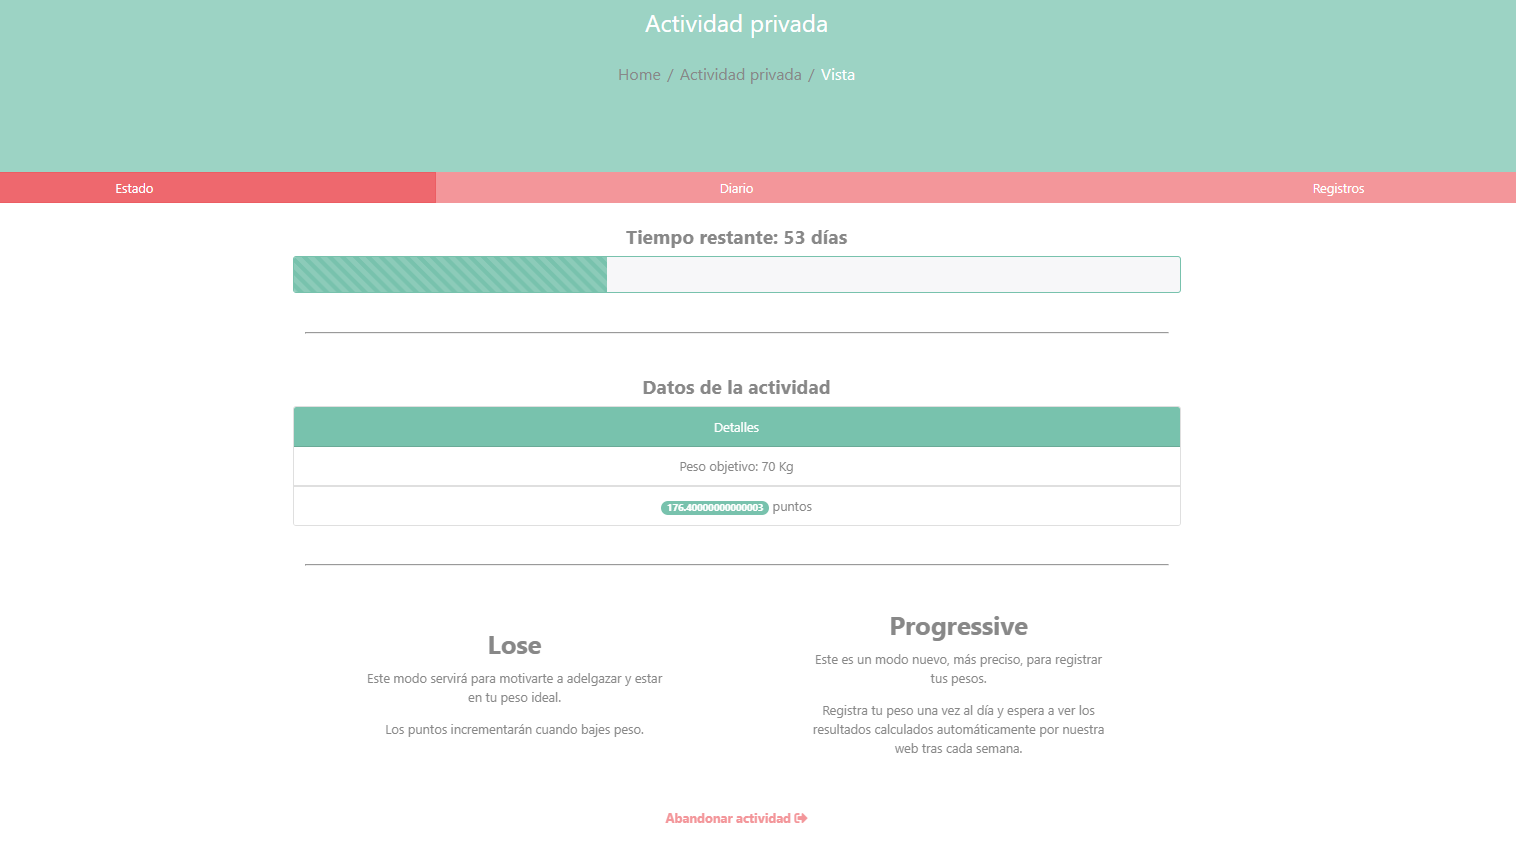 Actividad privada
Home / Actividad privada / Vista
Estado
Diario
Registros
Tiempo restante: 53 días
Datos de la actividad
Detalles
Peso objetivo: 70 Kg
176.40000000000003 puntos
Lose
Este modo servirá para motivarte a adelgazar y estar
en tu peso ideal.
Los puntos incrementarán cuando bajes peso.
Progressive
Este es un modo nuevo, más preciso, para registrar
tus pesos.
Registra tu peso una vez al día y espera a ver los
resultados calculados automáticamente por nuestra
web tras cada semana.
Abandonar actividad